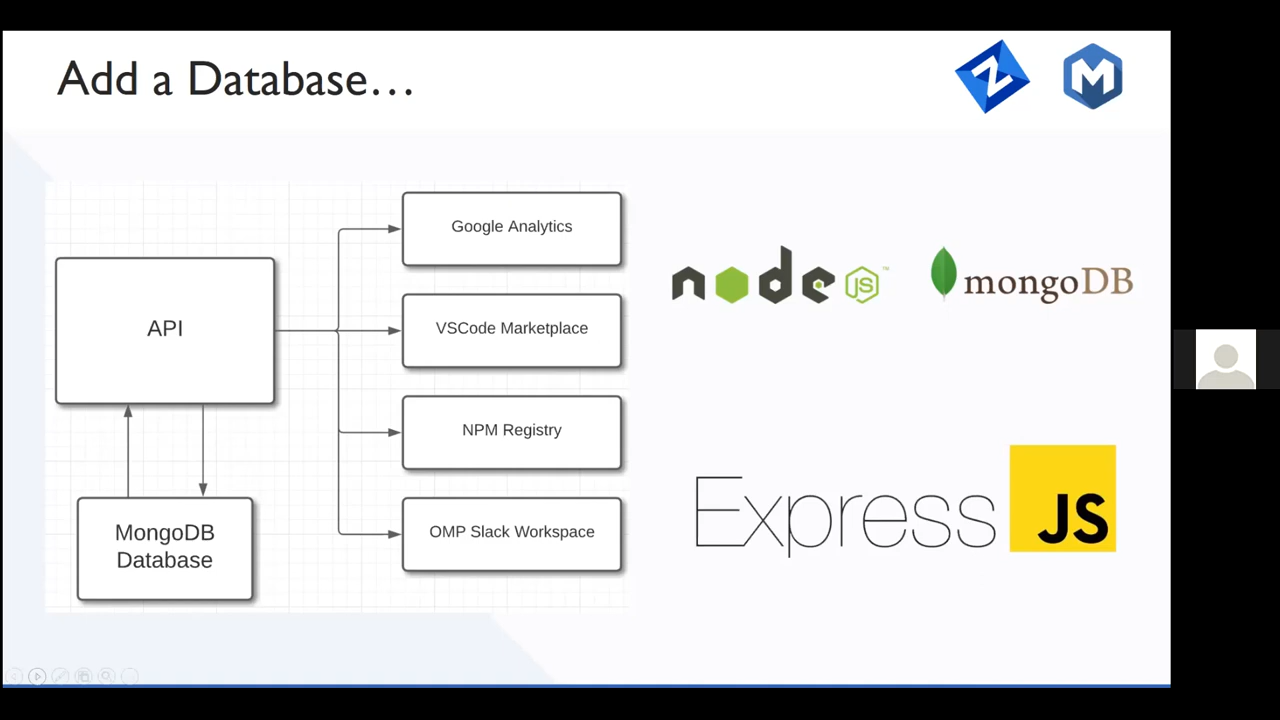 Add a Database...
Z
M
Google Analytics
API
VSCode Marketplace
NPM Registry
MongoDB
Database
OMP Slack Workspace
node JS ™
mongoDB
Express JS